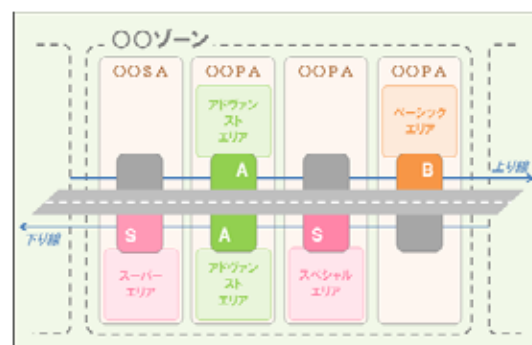 〇〇ゾーン
〇〇SA
〇〇PA
〇〇PA
〇〇PA
アドヴァン
スト
エリア
ベーシック
エリア
A
B
上り線
下り線
S
A
S
スーパー
エリア
アドヴァン
スト
エリア
スペシャル
エリア